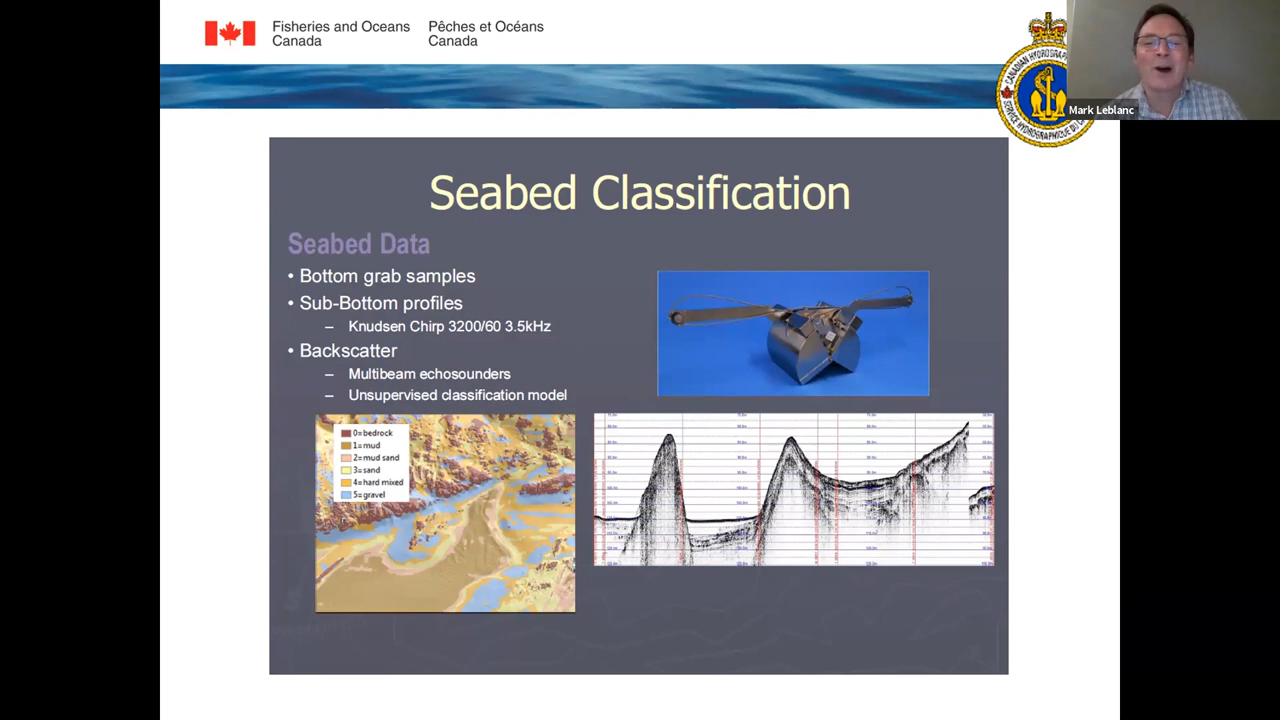 Fisheries and Oceans
Canada
Pêches et Océans
Canada
Mark Leblanc
Seabed Classification
Seabed Data
• Bottom grab samples
• Sub-Bottom profiles
– Knudsen Chirp 3200/60 3.5kHz
• Backscatter
– Multibeam echosounders
– Unsupervised classification model
0=bedrock
1=mud
2=mud sand
3=sand
4=hard mixed
5=gravel